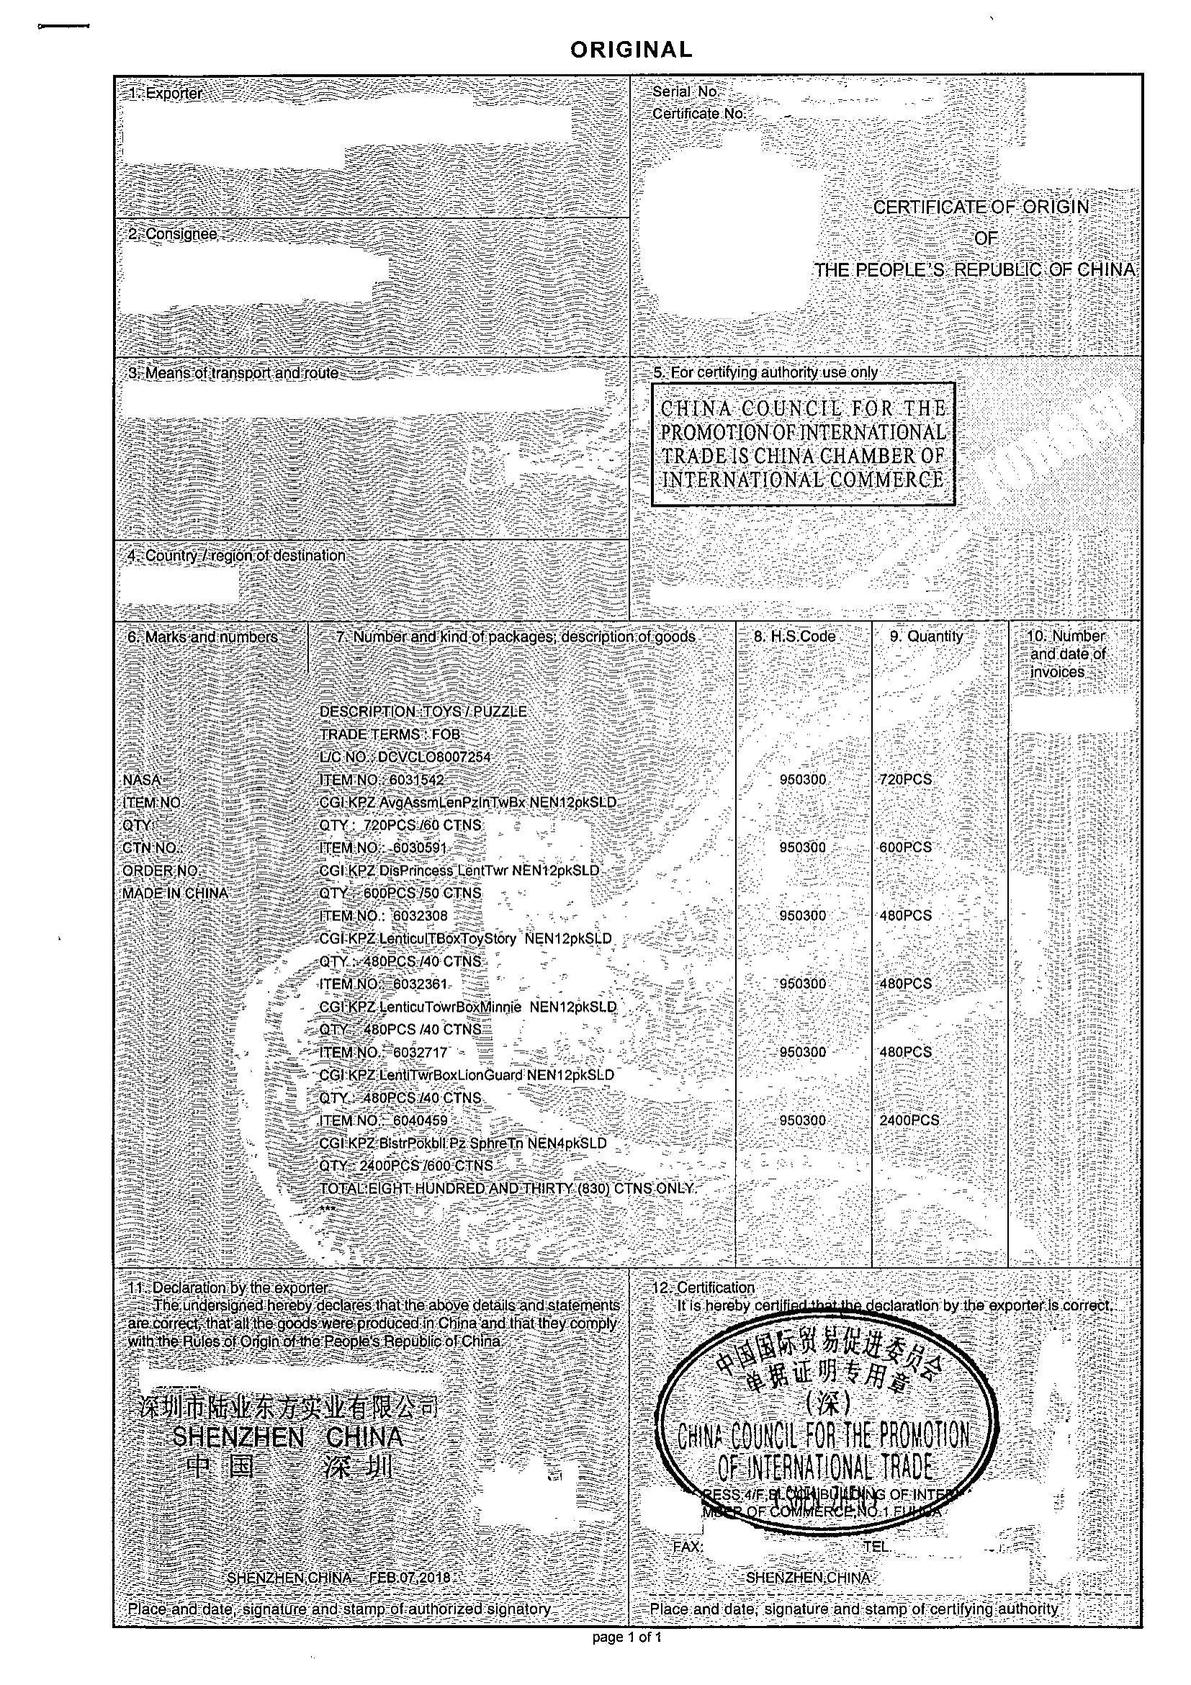 ORIGINAL
1. Exporter
Serial No.
Certificate No.
CERTIFICATE OF ORIGIN
OF
THE PEOPLE'S REPUBLIC OF CHINA
2. Consignee
3. Means of transport and route
5. For certifying authority use only
CHINA COUNCIL FOR THE
PROMOTION OF INTERNATIONAL
TRADE IS CHINA CHAMBER OF
INTERNATIONAL COMMERCE
4. Country / region of destination
6. Marks and numbers
7. Number and kind of packages; description of goods
8. H.S.Code
9. Quantity
10. Number
and date of
invoices
DESCRIPTION :TOYS / PUZZLE
TRADE TERMS : FOB
L/C NO.: DCVCLO8007254
NASA ITEM NO.: 6031542 950300 720PCS
ITEM NO. CGI KPZ AvgAssmLenPzInTwBx NEN12pkSLD
QTY: QTY.: 720PCS /60 CTNS
CTN NO.: ITEM NO.: 6030591 950300 600PCS
ORDER NO. CGI KPZ DisPrincess LentTwr NEN12pkSLD
MADE IN CHINA QTY.: 600PCS /50 CTNS
ITEM NO.: 6032308 950300 480PCS
CGI KPZ LenticulTBoxToyStory NEN12pkSLD
QTY.: 480PCS /40 CTNS
ITEM NO.: 6032361 950300 480PCS
CGI KPZ LenticuTowrBoxMinnie NEN12pkSLD
QTY.: 480PCS /40 CTNS
ITEM NO.: 6032717 950300 480PCS
CGI KPZ LentiTwrBoxLionGuard NEN12pkSLD
QTY.: 480PCS /40 CTNS
ITEM NO.: 6040459 950300 2400PCS
CGI KPZ BlstrPokbll Pz SphreTn NEN4pkSLD
QTY.: 2400PCS /600 CTNS
TOTAL:EIGHT HUNDRED AND THIRTY (830) CTNS ONLY.
***
11. Declaration by the exporter
The undersigned hereby declares that the above details and statements
are correct, that all the goods were produced in China and that they comply
with the Rules of Origin of the People's Republic of China.
深圳市陆业东方实业有限公司
SHENZHEN CHINA
中国 深圳
SHENZHEN,CHINA FEB.07,2018
Place and date, signature and stamp of authorized signatory
12. Certification
It is hereby certified that the declaration by the exporter is correct.
中国国际贸易促进委员会
单据证明专用章
(深)
CHINA COUNCIL FOR THE PROMOTION
OF INTERNATIONAL TRADE
(SHENZHEN)
RESS:4/F,BLOCK BUILDING OF INTER
MBER OF COMMERCE,NO.1 FUHUA
FAX: TEL
SHENZHEN,CHINA
Place and date, signature and stamp of certifying authority
page 1 of 1